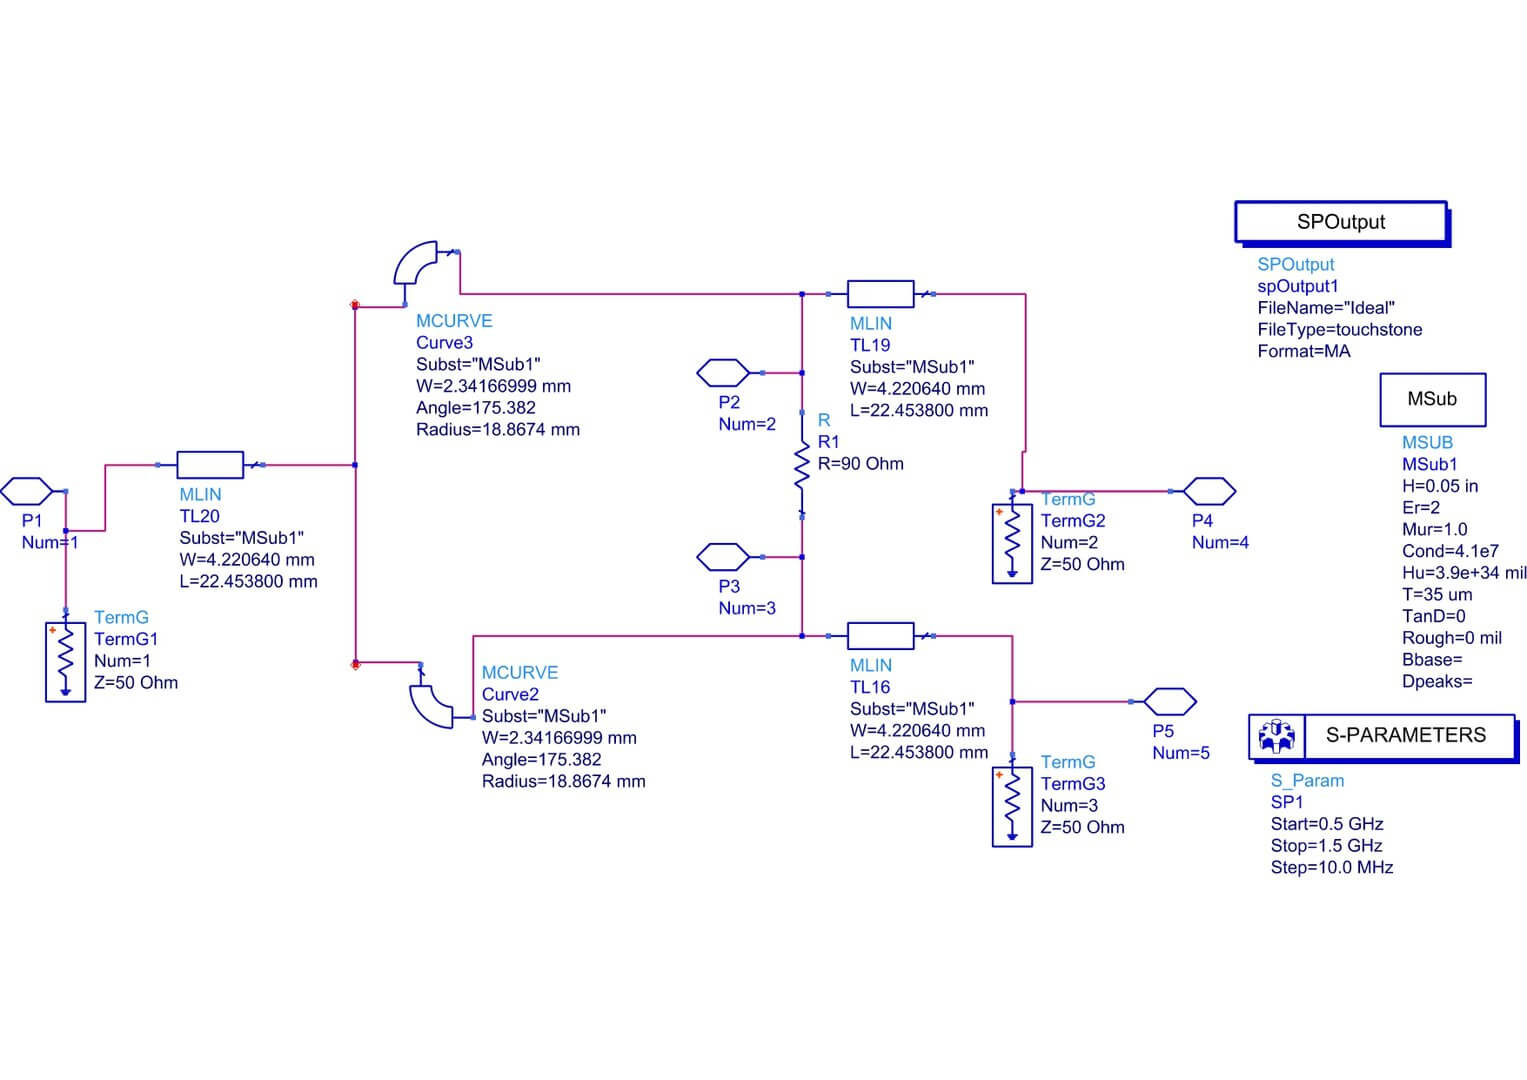 SPOutput
SPOutput
spOutput1
FileName="Ideal"
FileType=touchstone
Format=MA
MCURVE
Curve3
Subst="MSub1"
W=2.34166999 mm
Angle=175.382
Radius=18.8674 mm
MLIN
TL19
Subst="MSub1"
W=4.220640 mm
L=22.453800 mm
P2
Num=2
R
R1
R=90 Ohm
MSub
MSUB
MSub1
H=0.05 in
Er=2
Mur=1.0
Cond=4.1e7
Hu=3.9e+34 mil
T=35 um
TanD=0
Rough=0 mil
Bbase=
Dpeaks=
P1
Num=1
MLIN
TL20
Subst="MSub1"
W=4.220640 mm
L=22.453800 mm
TermG
TermG2
Num=2
Z=50 Ohm
P4
Num=4
P3
Num=3
TermG
TermG1
Num=1
Z=50 Ohm
MCURVE
Curve2
Subst="MSub1"
W=2.34166999 mm
Angle=175.382
Radius=18.8674 mm
MLIN
TL16
Subst="MSub1"
W=4.220640 mm
L=22.453800 mm
P5
Num=5
TermG
TermG3
Num=3
Z=50 Ohm
S-PARAMETERS
S_Param
SP1
Start=0.5 GHz
Stop=1.5 GHz
Step=10.0 MHz